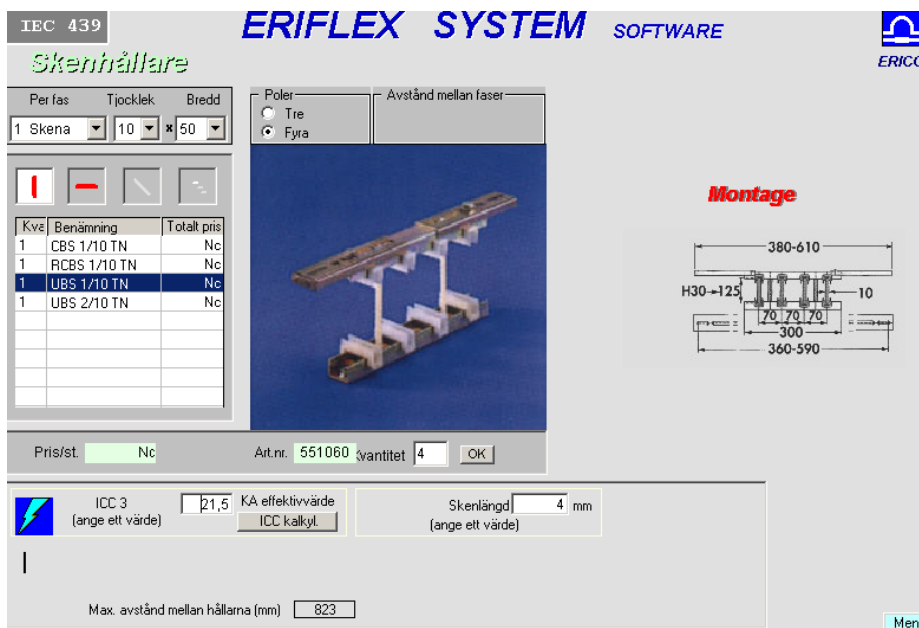 IEC 439
ERIFLEX SYSTEM SOFTWARE
ERICO
Skenhållare
Per fas Tjocklek Bredd
1 Skena 10 x 50
Poler
Tre
Fyra
Avstånd mellan faser
Montage
Kva Benämning Totalt pris
1 CBS 1/10 TN Nc
1 RCBS 1/10 TN Nc
1 UBS 1/10 TN Nc
1 UBS 2/10 TN Nc
380-610
H30→125
10
70 70 70
300
360-590
Pris/st. Nc
Art.nr. 551060 Kvantitet 4 OK
ICC 3 21,5 KA effektivvärde
(ange ett värde) ICC kalkyl.
Skenlängd 4 mm
(ange ett värde)
Max. avstånd mellan hållarna (mm) 823
Men